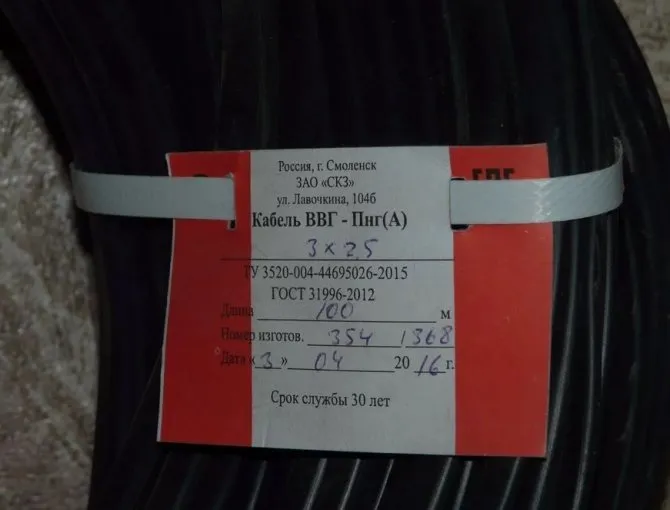 Россия, г. Смоленск
ЗАО «СКЗ»
ул. Лавочкина, 104б
Кабель ВВГ - Пнг(А)
3 x 2,5
ТУ 3520-004-44695026-2015
ГОСТ 31996-2012
Длина 100 м
Номер изготов. 354 / 368
Дата «3» 04 2016 г.
Срок службы 30 лет